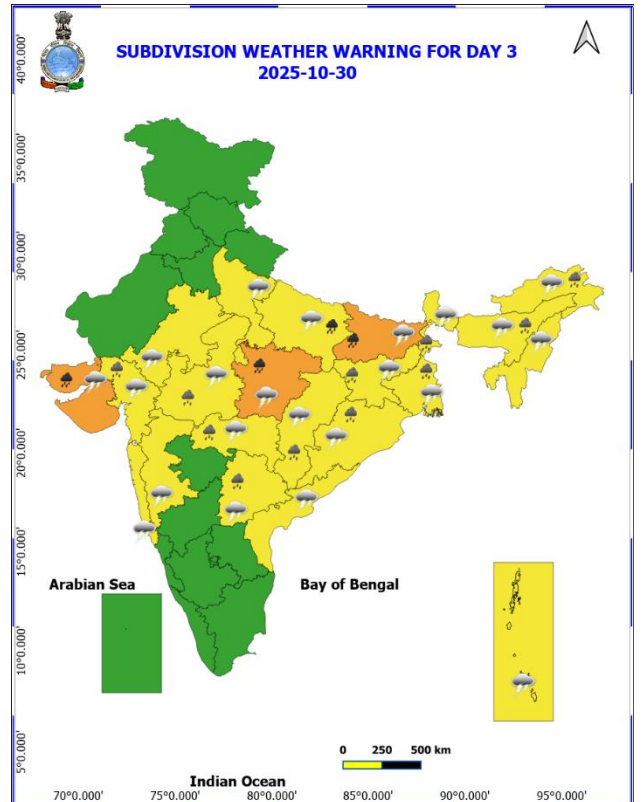 SUBDIVISION WEATHER WARNING FOR DAY 3
2025-10-30
40°0.000'
35°0.000'
30°0.000'
25°0.000'
20°0.000'
15°0.000'
10°0.000'
5°0.000'
Arabian Sea
Bay of Bengal
0 250 500 km
Indian Ocean
70°0.000' 75°0.000' 80°0.000' 85°0.000' 90°0.000' 95°0.000'